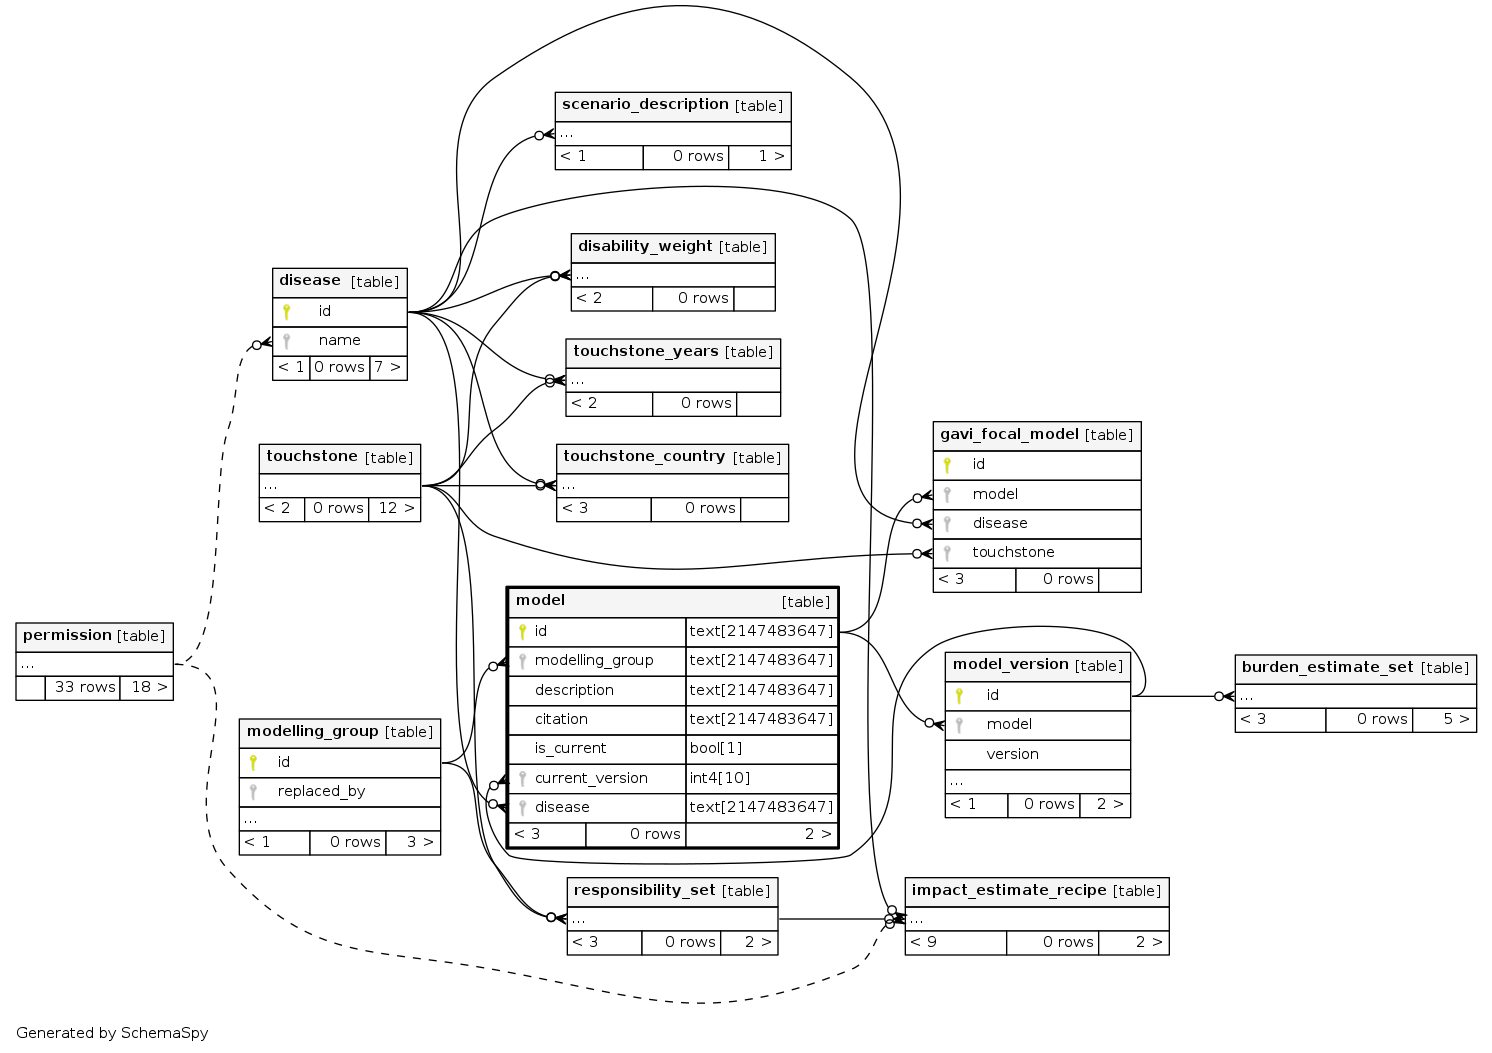 scenario_description [table]
...
< 1 0 rows 1 >
disability_weight [table]
...
< 2 0 rows
disease [table]
id
name
< 1 0 rows 7 >
touchstone_years [table]
...
< 2 0 rows
touchstone [table]
...
< 2 0 rows 12 >
touchstone_country [table]
...
< 3 0 rows
gavi_focal_model [table]
id
model
disease
touchstone
< 3 0 rows
model [table]
id text[2147483647]
modelling_group text[2147483647]
description text[2147483647]
citation text[2147483647]
is_current bool[1]
current_version int4[10]
disease text[2147483647]
< 3 0 rows 2 >
permission [table]
...
33 rows 18 >
model_version [table]
id
model
version
...
< 1 0 rows 2 >
burden_estimate_set [table]
...
< 3 0 rows 5 >
modelling_group [table]
id
replaced_by
...
< 1 0 rows 3 >
responsibility_set [table]
...
< 3 0 rows 2 >
impact_estimate_recipe [table]
...
< 9 0 rows 2 >
Generated by SchemaSpy